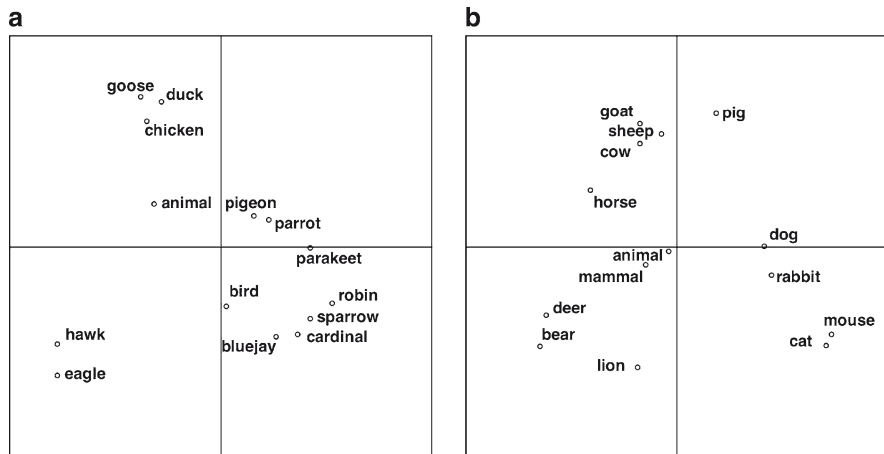 a
goose
duck
chicken
animal
pigeon
parrot
parakeet
bird
robin
sparrow
cardinal
bluejay
hawk
eagle
b
goat
pig
sheep
cow
horse
dog
animal
mammal
rabbit
deer
bear
mouse
cat
lion